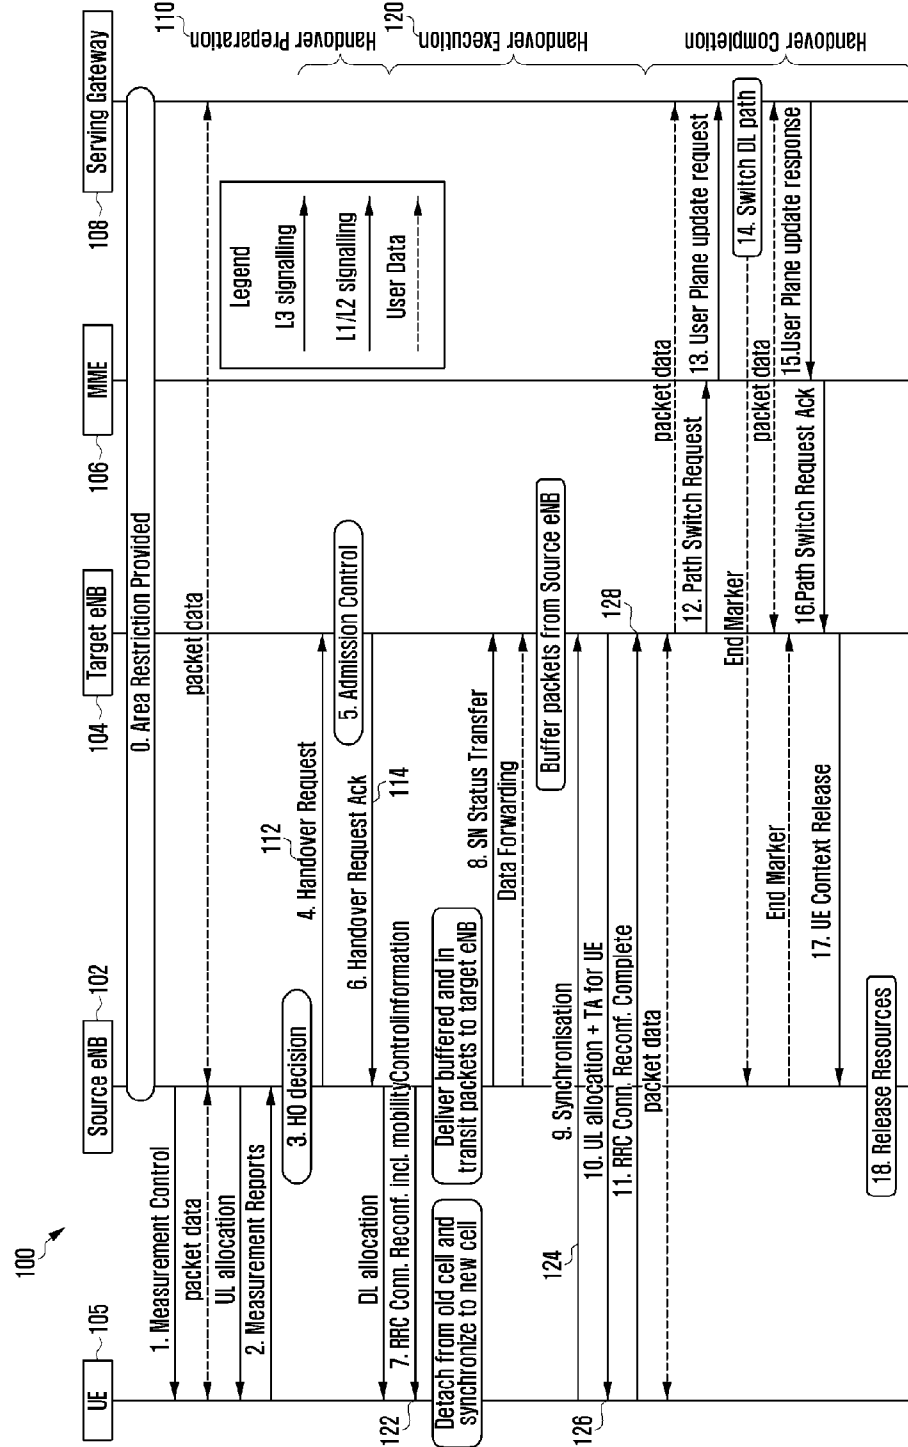 100
UE
105
Source eNB
102
Target eNB
104
MME
106
Serving Gateway
108
0. Area Restriction Provided
1. Measurement Control
packet data
packet data
UL allocation
2. Measurement Reports
3. HO decision
Handover Preparation
110
Legend
L3 signalling
L1/L2 signalling
User Data
112
4. Handover Request
5. Admission Control
6. Handover Request Ack
114
DL allocation
7. RRC Conn. Reconf. incl. mobilityControlinformation
122
Handover Execution
120
Detach from old cell and
synchronize to new cell
Deliver buffered and in
transit packets to target eNB
8. SN Status Transfer
Data Forwarding
Buffer packets from Source eNB
9. Synchronisation
124
10. UL allocation + TA for UE
126
11. RRC Conn. Reconf. Complete
128
packet data
packet data
Handover Completion
12. Path Switch Request
13. User Plane update request
End Marker
14. Switch DL path
packet data
End Marker
15.User Plane update response
16.Path Switch Request Ack
17. UE Context Release
18. Release Resources
Handover Preparation